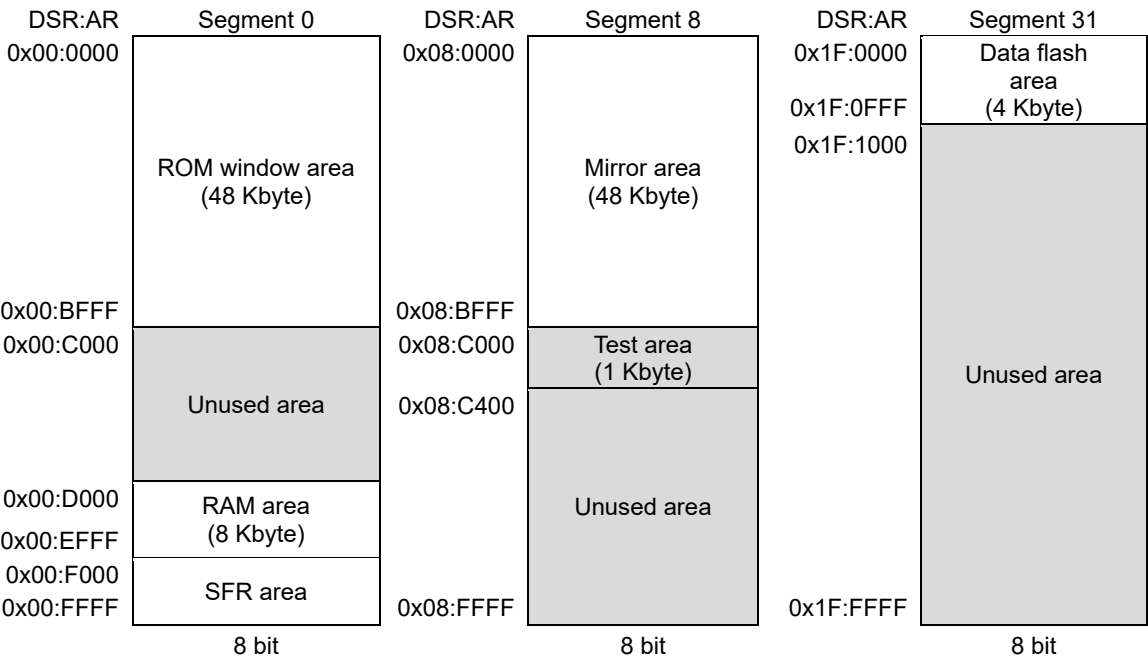 DSR:AR Segment 0
0x00:0000
ROM window area
(48 Kbyte)
0x00:BFFF
0x00:C000
Unused area
0x00:D000
RAM area
(8 Kbyte)
0x00:EFFF
0x00:F000
SFR area
0x00:FFFF
8 bit
DSR:AR Segment 8
0x08:0000
Mirror area
(48 Kbyte)
0x08:BFFF
0x08:C000
Test area
(1 Kbyte)
0x08:C400
Unused area
0x08:FFFF
8 bit
DSR:AR Segment 31
0x1F:0000
Data flash
area
(4 Kbyte)
0x1F:0FFF
0x1F:1000
Unused area
0x1F:FFFF
8 bit